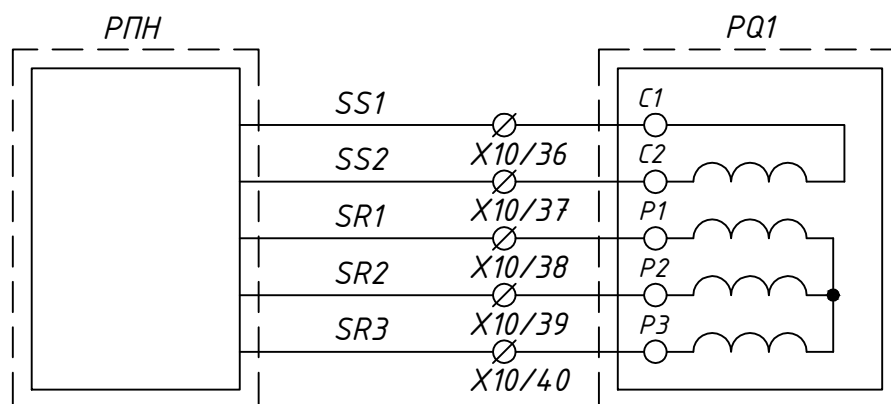 РПН
PQ1
SS1
C1
X10/36
SS2
C2
X10/37
SR1
P1
X10/38
SR2
P2
X10/39
SR3
P3
X10/40